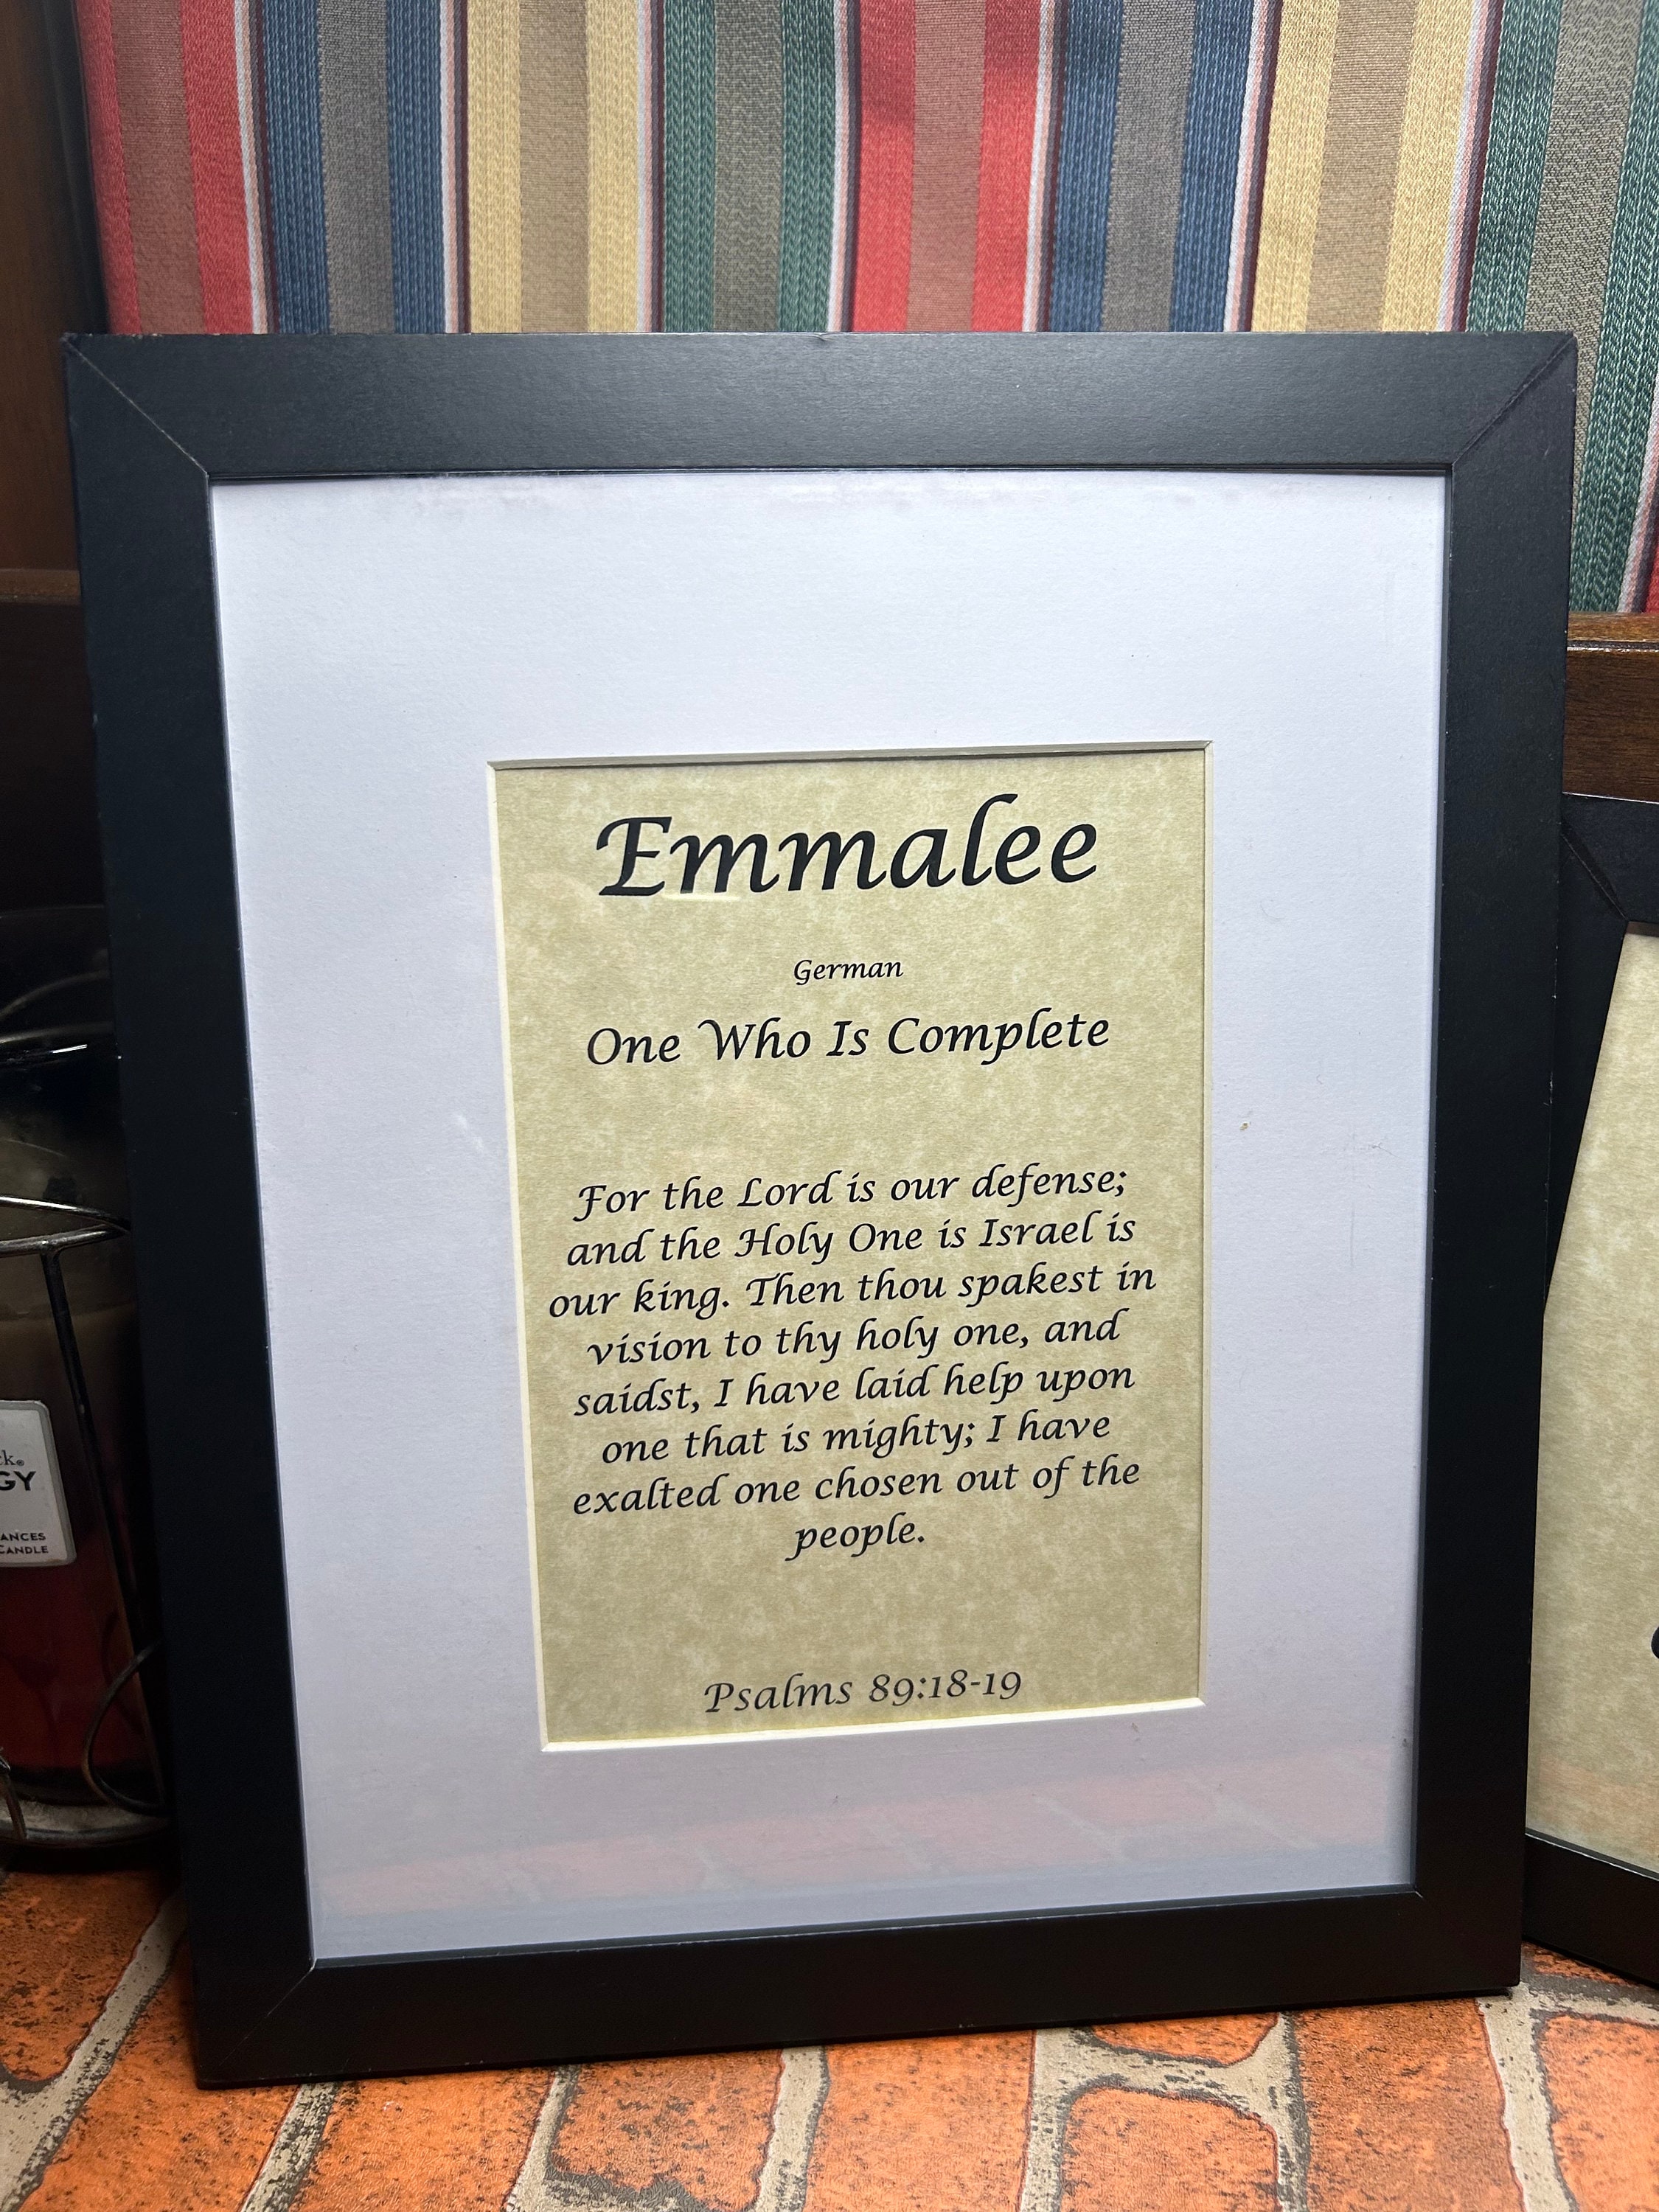 Emmalee
German
One Who Is Complete
For the Lord is our defense;
and the Holy One is Israel is
our king. Then thou spakest in
vision to thy holy one, and
saidst, I have laid help upon
one that is mighty; I have
exalted one chosen out of the
people.
Psalms 89:18-19
CANDLE